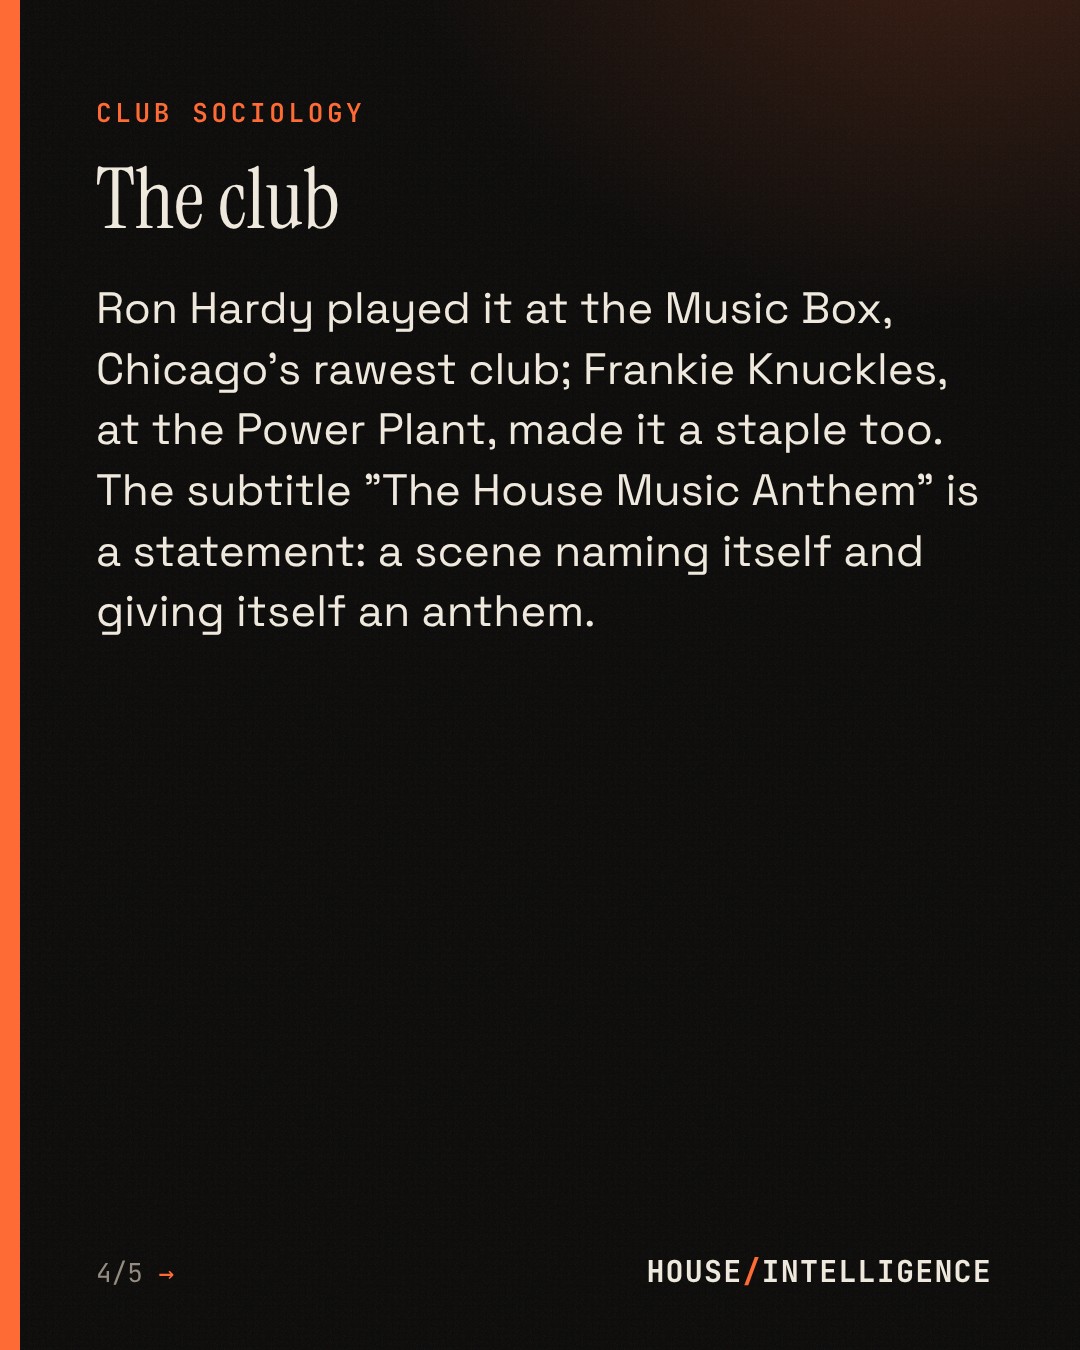 CLUB SOCIOLOGY
The club
Ron Hardy played it at the Music Box,
Chicago’s rawest club; Frankie Knuckles,
at the Power Plant, made it a staple too.
The subtitle ”The House Music Anthem” is
a statement: a scene naming itself and
giving itself an anthem.
4/5 →
HOUSE/INTELLIGENCE